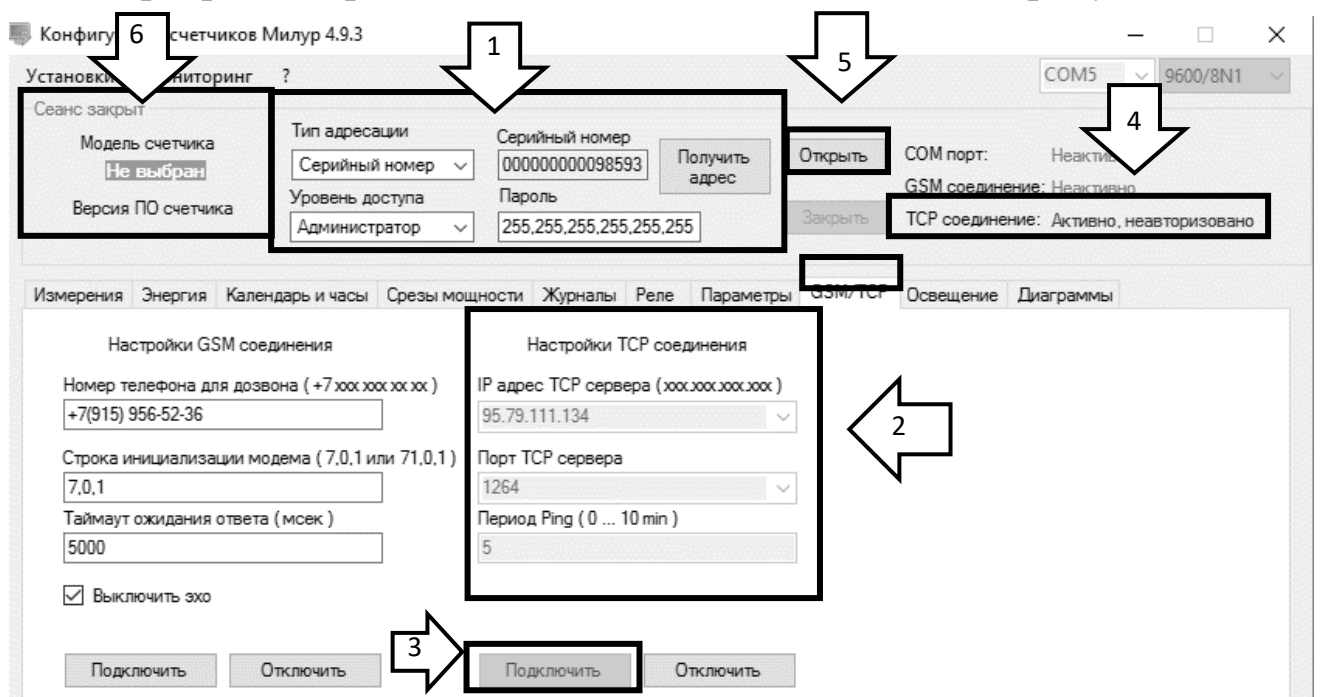 6
Конфигу счетчиков Милур 4.9.3
1
5
Установки ниторинг ?
COM5 9600/8N1
Сеанс закрыт
4
Модель счетчика
Не выбран
Версия ПО счетчика
Тип адресации Серийный номер
Серийный номер 000000000098593 Получить адрес
Уровень доступа Пароль
Администратор 255,255,255,255,255,255
Открыть
Закрыть
COM порт: Неактив
GSM соединение: Неактивно
TCP соединение: Активно, неавторизовано
Измерения Энергия Календарь и часы Срезы мощности Журналы Реле Параметры GSM/TCP Освещение Диаграммы
Настройки GSM соединения
Номер телефона для дозвона ( +7 xxx xxx xx xx )
+7(915) 956-52-36
Строка инициализации модема ( 7,0,1 или 71,0,1 )
7,0,1
Таймаут ожидания ответа ( мсек )
5000
Выключить эхо
Подключить Отключить
Настройки TCP соединения
IP адрес TCP сервера ( xxx.xxx.xxx.xxx )
95.79.111.134
2
Порт TCP сервера
1264
Период Ping ( 0 ... 10 min )
5
3
Подключить Отключить